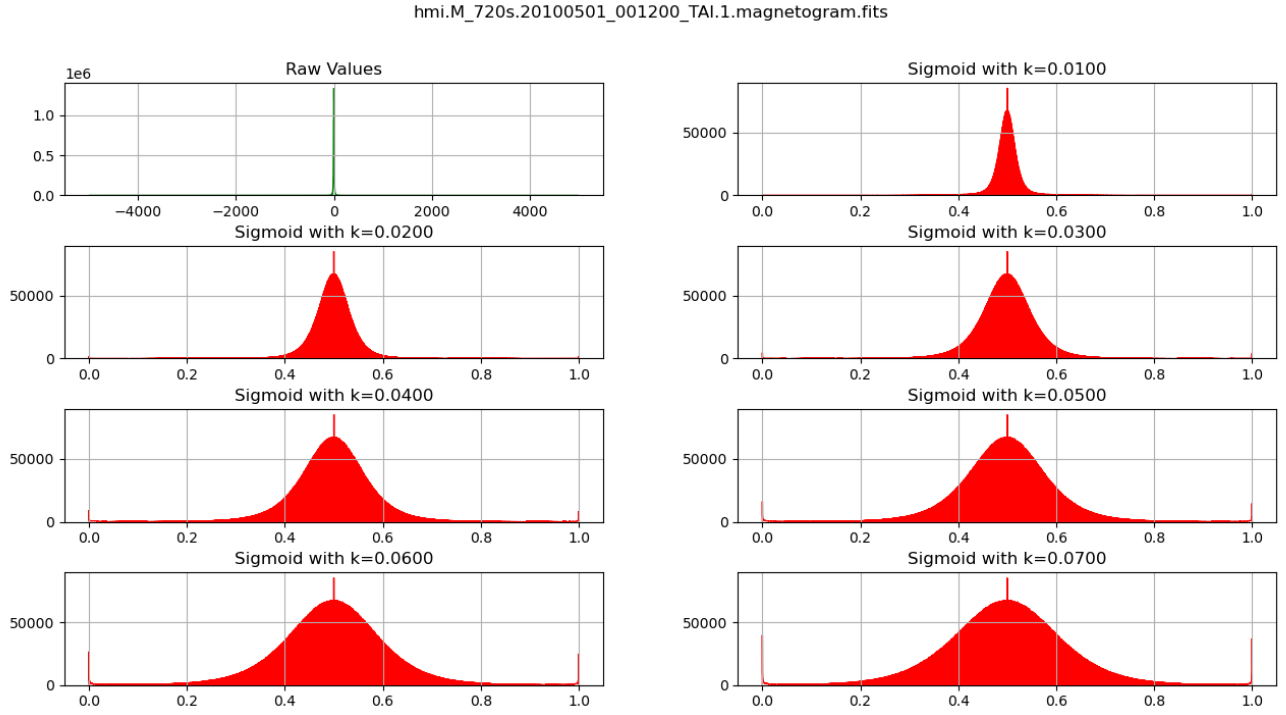 hmi.M_720s.20100501_001200_TAI.1.magnetogram.fits
Raw Values
1e6
1.0
0.5
0.0
−4000 −2000 0 2000 4000
Sigmoid with k=0.0100
50000
0
0.0 0.2 0.4 0.6 0.8 1.0
Sigmoid with k=0.0200
50000
0
0.0 0.2 0.4 0.6 0.8 1.0
Sigmoid with k=0.0300
50000
0
0.0 0.2 0.4 0.6 0.8 1.0
Sigmoid with k=0.0400
50000
0
0.0 0.2 0.4 0.6 0.8 1.0
Sigmoid with k=0.0500
50000
0
0.0 0.2 0.4 0.6 0.8 1.0
Sigmoid with k=0.0600
50000
0
0.0 0.2 0.4 0.6 0.8 1.0
Sigmoid with k=0.0700
50000
0
0.0 0.2 0.4 0.6 0.8 1.0